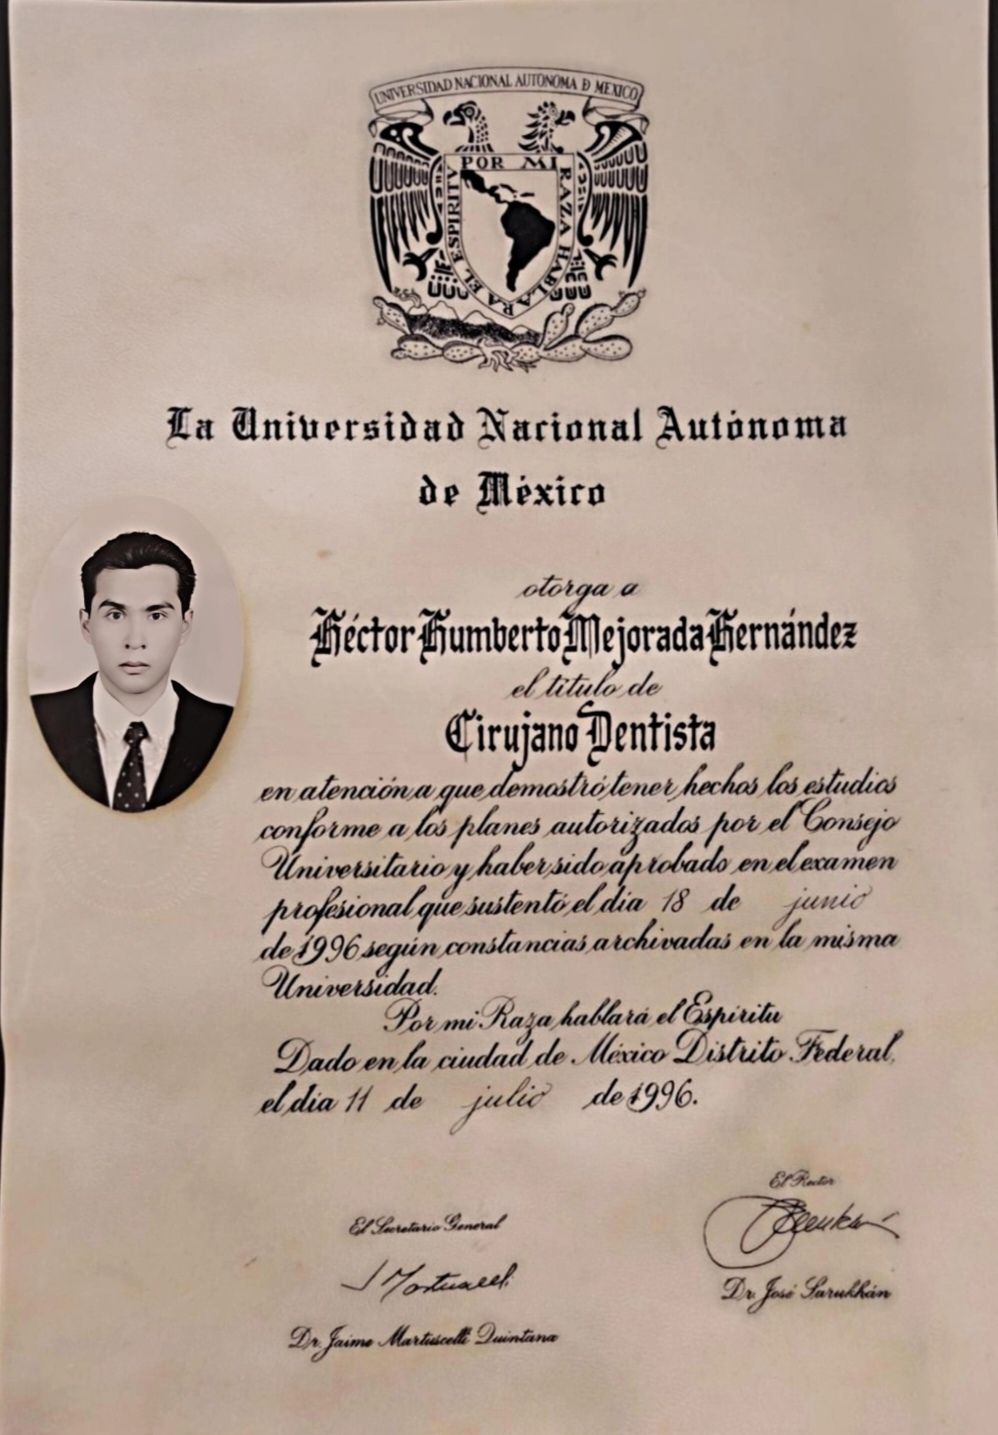 UNIVERSIDAD NACIONAL AUTONOMA D MEXICO
POR MI RAZA HABLARA EL ESPIRITV
La Universidad Nacional Autónoma
de México
otorga a
Héctor Humberto Mejorada Hernández
el título de
Cirujano Dentista
en atención a que demostró tener hechos los estudios
conforme a los planes autorizados por el Consejo
Universitario y haber sido aprobado en el examen
profesional que sustentó el día 18 de junio
de 1996 según constancias archivadas en la misma
Universidad.
Por mi Raza hablará el Espíritu
Dado en la ciudad de México Distrito Federal,
el día 11 de julio de 1996.
El Rector
El Secretario General
Dr. José Sarukhán
Dr. Jaime Martuscelli Quintana